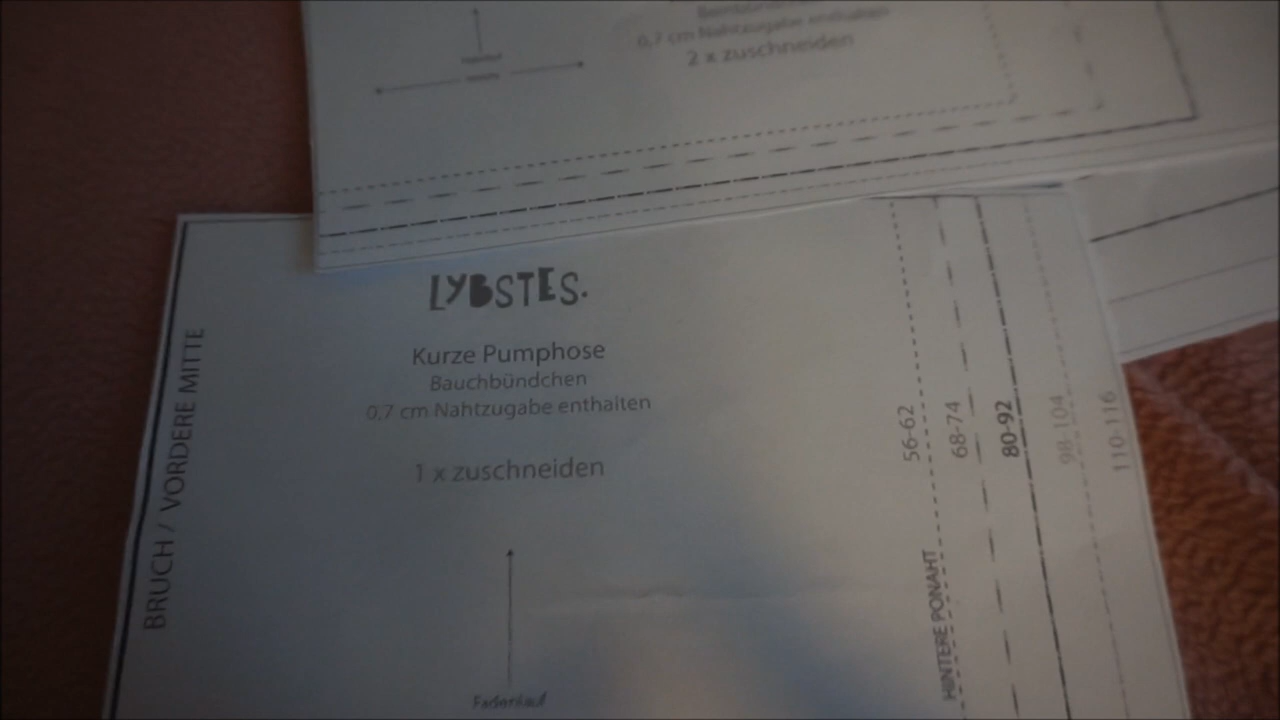 0,7 cm Nahtzugabe enthalten
2 x zuschneiden
LYBSTES.
Kurze Pumphose
Bauchbündchen
0,7 cm Nahtzugabe enthalten
1 x zuschneiden
Fadenlauf
BRUCH / VORDERE MITTE
56-62
68-74
80-92
98-104
110-116
HINTERE PONAHT